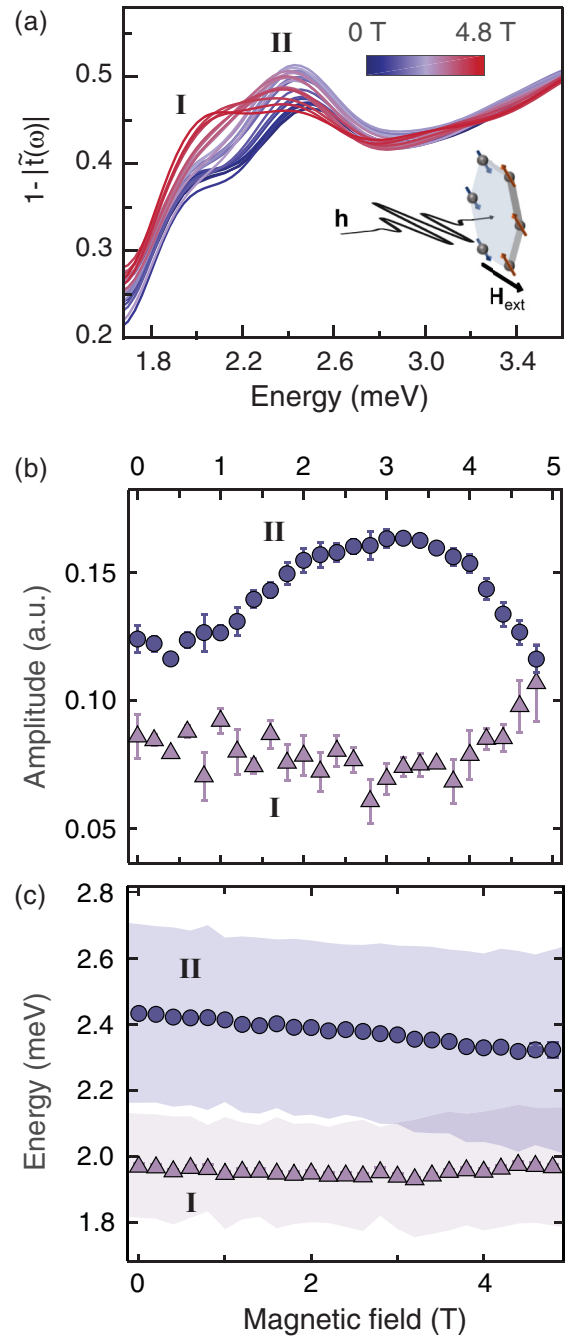 (a)
II
0 T 4.8 T
I
0.5
0.4
0.3
0.2
1- |t̃(ω)|
h
H_ext
1.8 2.2 2.6 3.0 3.4
Energy (meV)
(b)
0 1 2 3 4 5
II
0.15
0.10
0.05
Amplitude (a.u.)
I
(c)
2.8
2.6
2.4
2.2
2.0
1.8
Energy (meV)
II
I
0 2 4
Magnetic field (T)